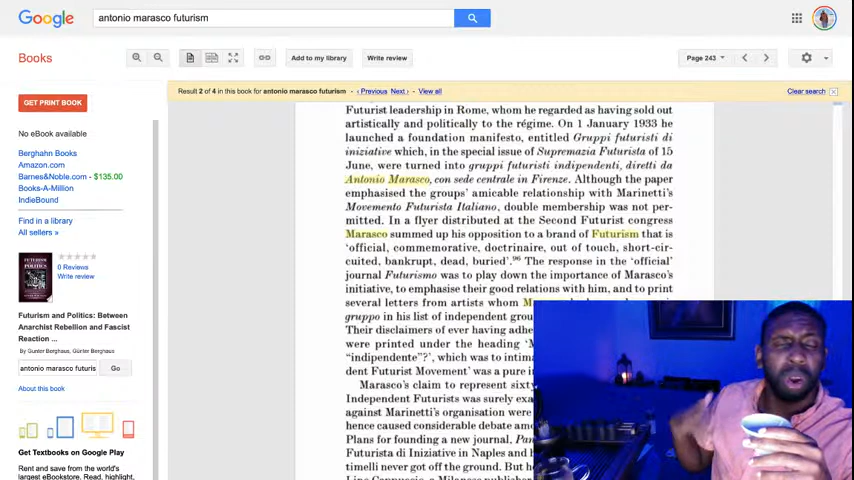 Google
antonio marasco futurism
Books
Add to my library
Write review
Page 243
GET PRINT BOOK
Result 2 of 4 in this book for antonio marasco futurism - ‹ Previous Next › - View all
Clear search
No eBook available
Berghahn Books
Amazon.com
Barnes&Noble.com - $135.00
Books-A-Million
IndieBound
Find in a library
All sellers »
0 Reviews
Write review
Futurism and Politics: Between
Anarchist Rebellion and Fascist
Reaction ...
By Gunter Berghaus, Günter Berghaus
antonio marasco futuris
Go
About this book
Get Textbooks on Google Play
Rent and save from the world's
largest eBookstore. Read, highlight,
Futurist leadership in Rome, whom he regarded as having sold out
artistically and politically to the régime. On 1 January 1933 he
launched a foundation manifesto, entitled Gruppi futuristi di
iniziative which, in the special issue of Supremazia Futurista of 15
June, were turned into gruppi futuristi indipendenti, diretti da
Antonio Marasco, con sede centrale in Firenze. Although the paper
emphasised the groups' amicable relationship with Marinetti's
Movimento Futurista Italiano, double membership was not per-
mitted. In a flyer distributed at the Second Futurist congress
Marasco summed up his opposition to a brand of Futurism that is
'official, commemorative, doctrinaire, out of touch, short-cir-
cuited, bankrupt, dead, buried'.96 The response in the 'official'
journal Futurismo was to play down the importance of Marasco's
initiative, to emphasise their good relations with him, and to print
several letters from artists whom
gruppo in his list of independent
Their disclaimers of ever having
were printed under the heading
"indipendente"?', which was to
dent Futurist Movement' was a pure
Marasco's claim to represent
Independent Futurists was surely
against Marinetti's organisation were
hence caused considerable debate
Plans for founding a new journal,
Futurista di Iniziative in Naples and
timelli never got off the ground. But